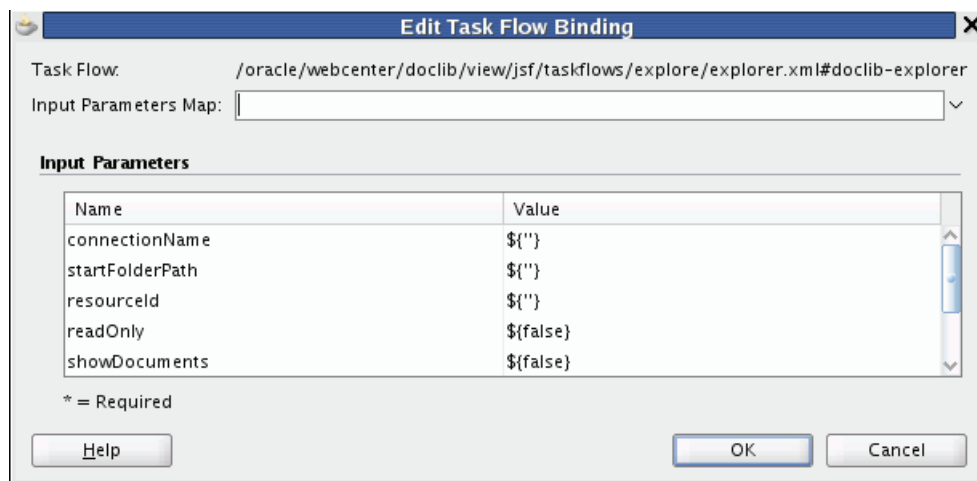 Edit Task Flow Binding
Task Flow: /oracle/webcenter/doclib/view/jsf/taskflows/explore/explorer.xml#doclib-explorer
Input Parameters Map:
Input Parameters
Name Value
connectionName ${''}
startFolderPath ${''}
resourceId ${''}
readOnly ${false}
showDocuments ${false}
* = Required
Help OK Cancel